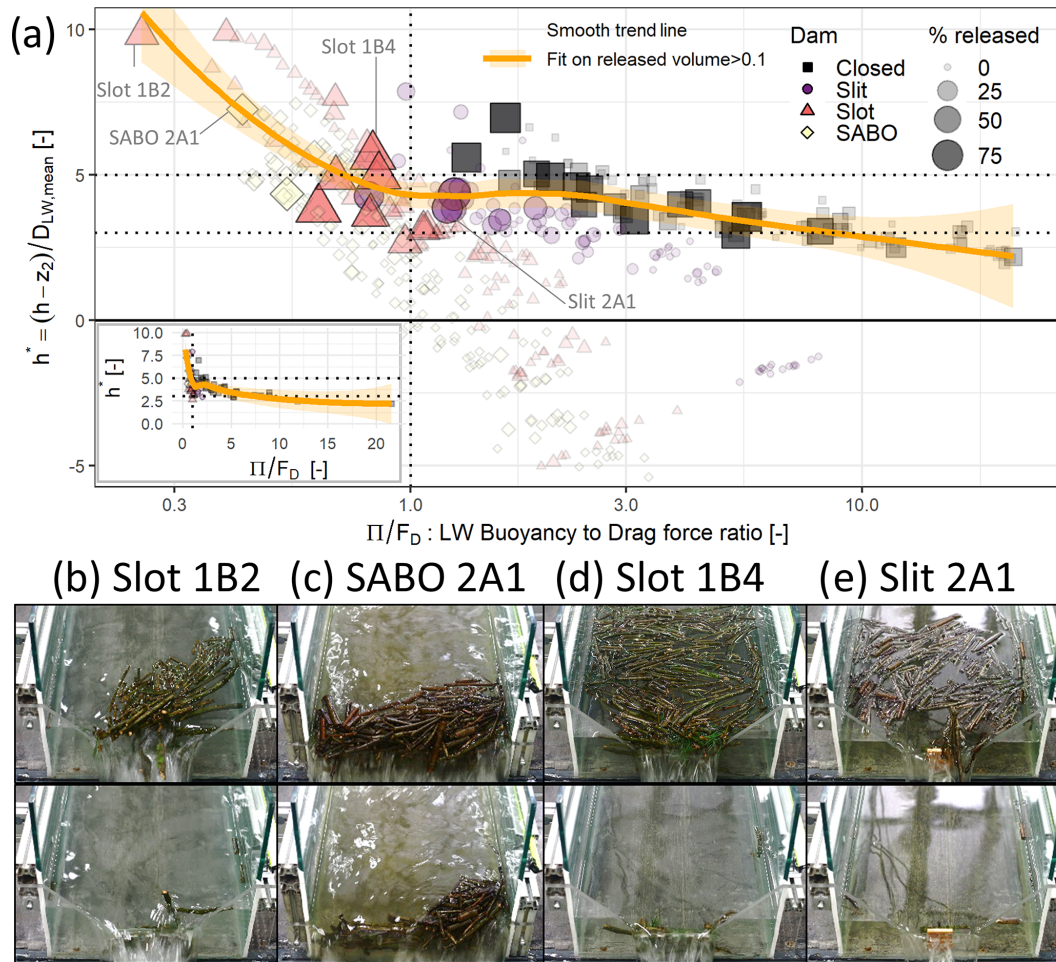 (a)
10
5
0
-5
h* = (h − z₂)/D_LW,mean [-]
Smooth trend line
Fit on released volume>0.1
Dam
Closed
Slit
Slot
SABO
% released
0
25
50
75
Slot 1B2
SABO 2A1
Slot 1B4
Slit 2A1
10.0
7.5
5.0
2.5
0.0
h* [-]
0 5 10 15 20
Π/F_D [-]
0.3 1.0 3.0 10.0
Π/F_D : LW Buoyancy to Drag force ratio [-]
(b) Slot 1B2 (c) SABO 2A1 (d) Slot 1B4 (e) Slit 2A1